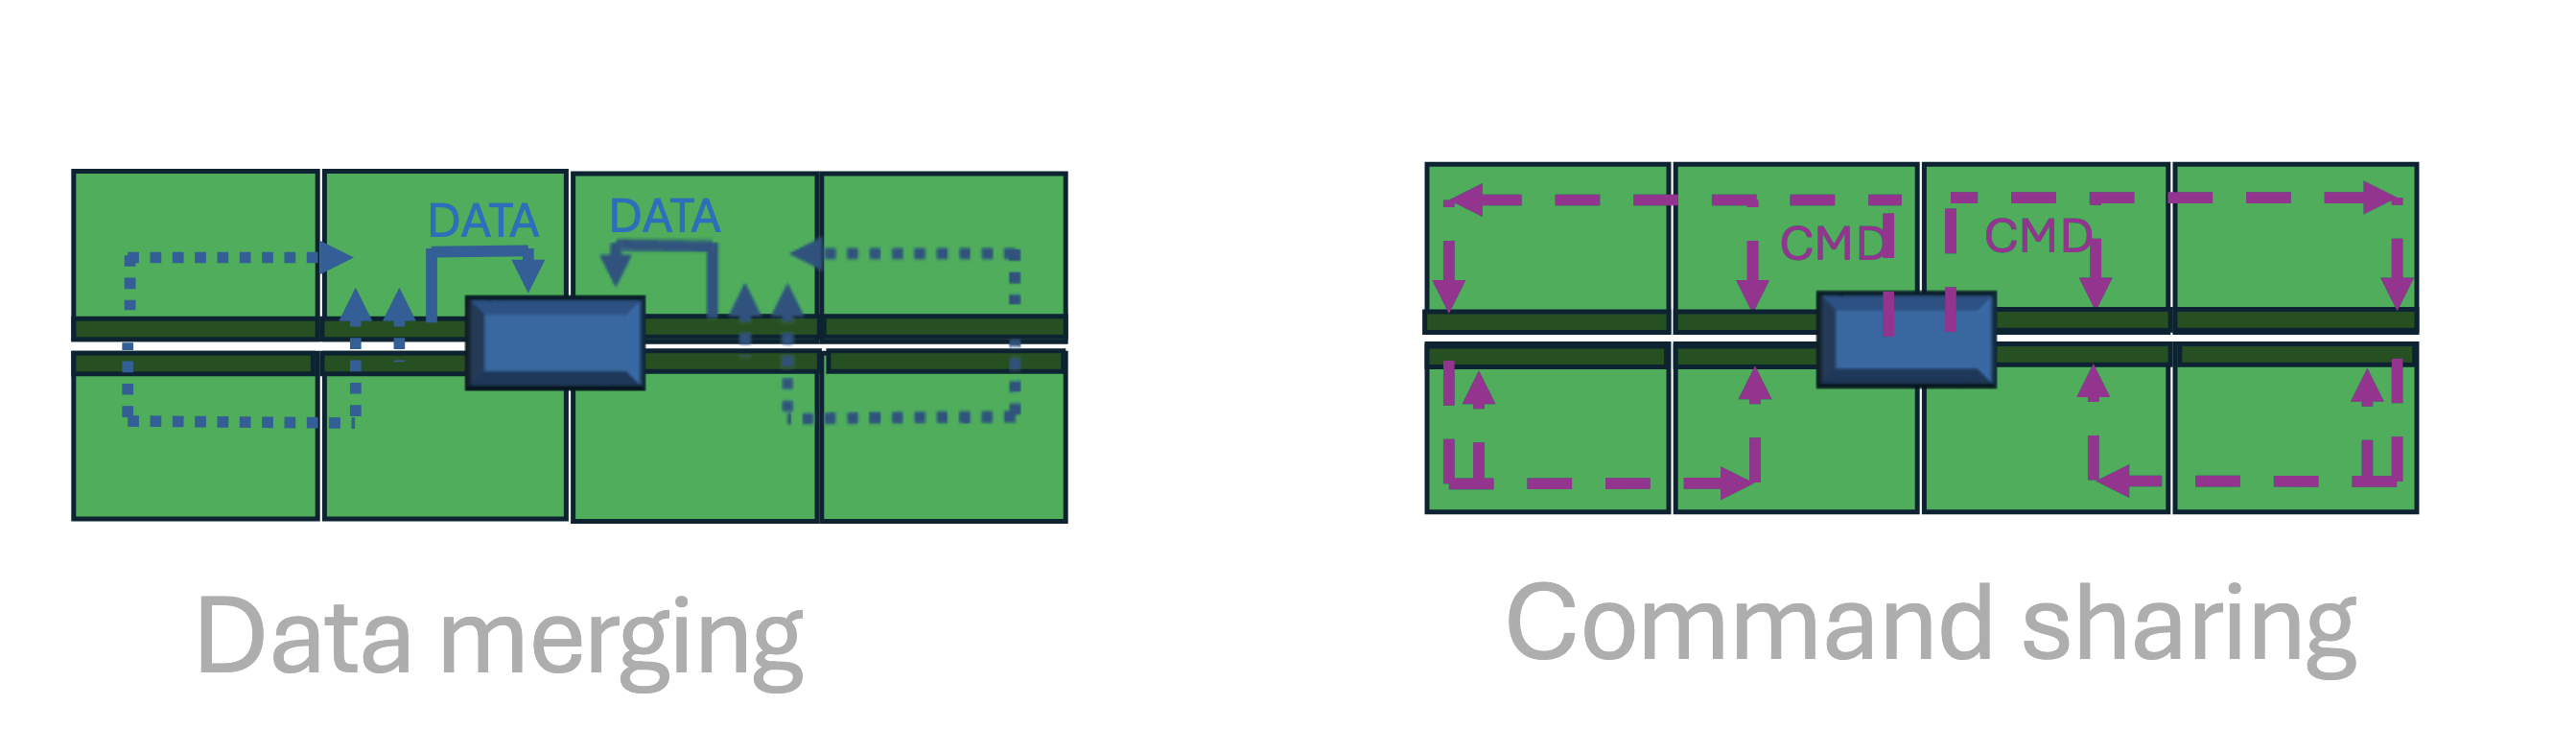 DATA
DATA
CMD
CMD
Data merging
Command sharing